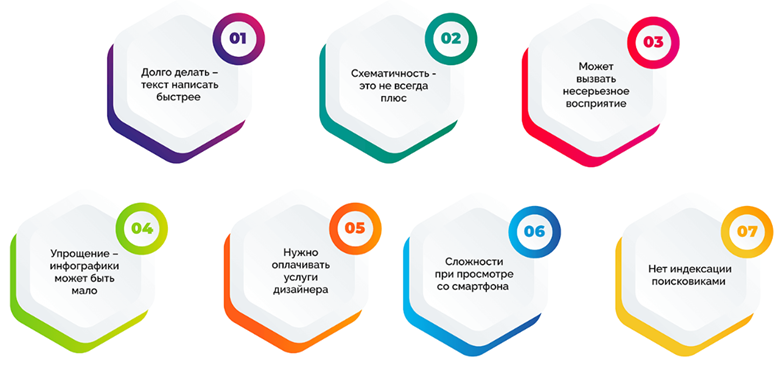 01
Долго делать –
текст написать
быстрее
02
Схематичность -
это не всегда
плюс
03
Может
вызвать
несерьезное
восприятие
04
Упрощение –
инфографики
может быть
мало
05
Нужно
оплачивать
услуги
дизайнера
06
Сложности
при просмотре
со смартфона
07
Нет индексации
поисковиками